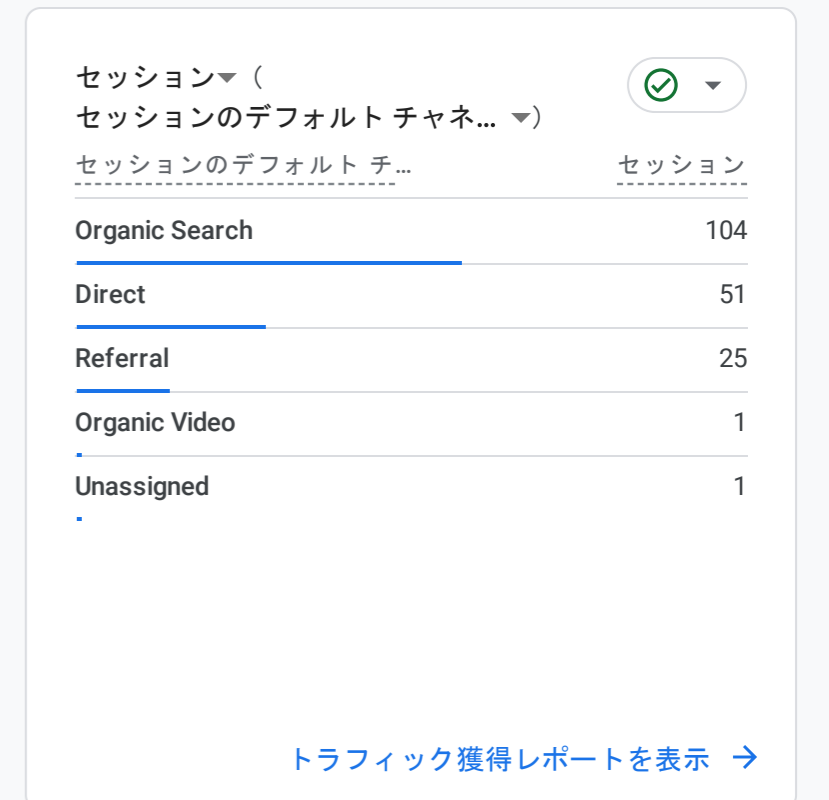 セッション (
セッションのデフォルト チャネ... )
セッションのデフォルト チ... セッション
Organic Search 104
Direct 51
Referral 25
Organic Video 1
Unassigned 1
トラフィック獲得レポートを表示